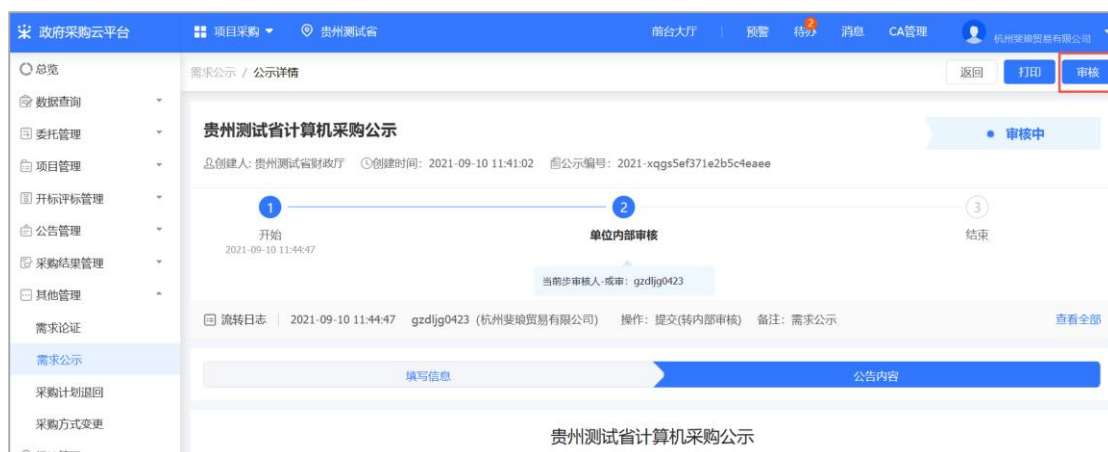 政府采购云平台 项目采购 贵州测试省 前台大厅 预警 待办 2 消息 CA管理 杭州斐琅贸易有限公司
总览 需求公示 / 公示详情 返回 打印 审核
数据查询
委托管理 贵州测试省计算机采购公示 审核中
项目管理 创建人: 贵州测试省财政厅 创建时间: 2021-09-10 11:41:02 公示编号: 2021-xqgs5ef371e2b5c4eaee
开标评标管理 1 2 3
公告管理 开始 单位内部审核 结束
2021-09-10 11:44:47
采购结果管理
当前步审核人-或审: gzdljg0423
其他管理
需求论证 流转日志 2021-09-10 11:44:47 gzdljg0423 (杭州斐琅贸易有限公司) 操作: 提交(转内部审核) 备注: 需求公示 查看全部
需求公示
填写信息 公告内容
采购计划退回
采购方式变更
贵州测试省计算机采购公示